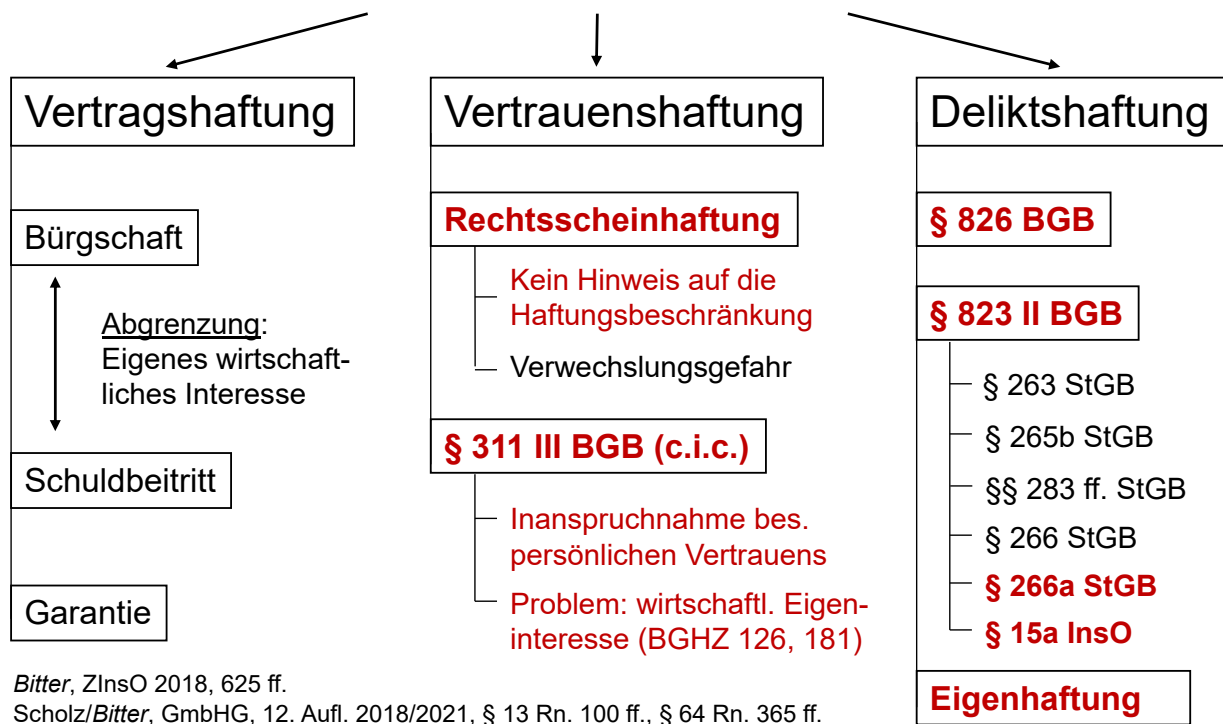 Vertragshaftung
Bürgschaft
Abgrenzung:
Eigenes wirtschaft-
liches Interesse
Schuldbeitritt
Garantie
Vertrauenshaftung
Rechtsscheinhaftung
Kein Hinweis auf die
Haftungsbeschränkung
Verwechslungsgefahr
§ 311 III BGB (c.i.c.)
Inanspruchnahme bes.
persönlichen Vertrauens
Problem: wirtschaftl. Eigen-
interesse (BGHZ 126, 181)
Deliktshaftung
§ 826 BGB
§ 823 II BGB
§ 263 StGB
§ 265b StGB
§§ 283 ff. StGB
§ 266 StGB
§ 266a StGB
§ 15a InsO
Eigenhaftung
Bitter, ZInsO 2018, 625 ff.
Scholz/Bitter, GmbHG, 12. Aufl. 2018/2021, § 13 Rn. 100 ff., § 64 Rn. 365 ff.